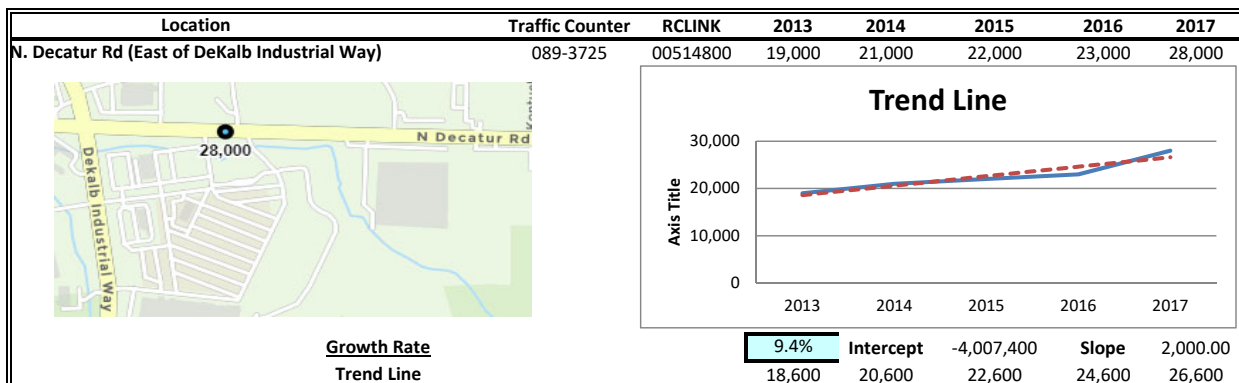 Location Traffic Counter RCLINK 2013 2014 2015 2016 2017
N. Decatur Rd (East of DeKalb Industrial Way) 089-3725 00514800 19,000 21,000 22,000 23,000 28,000
N Decatur Rd
28,000
Dekalb Industrial Way
Trend Line
30,000
20,000
10,000
0
Axis Title
2013 2014 2015 2016 2017
Growth Rate 9.4% Intercept -4,007,400 Slope 2,000.00
Trend Line 18,600 20,600 22,600 24,600 26,600